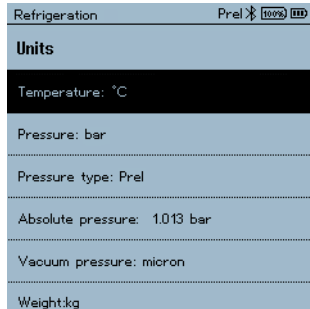 Refrigeration Prel 100%
Units
Temperature: °C
Pressure: bar
Pressure type: Prel
Absolute pressure: 1.013 bar
Vacuum pressure: micron
Weight:kg